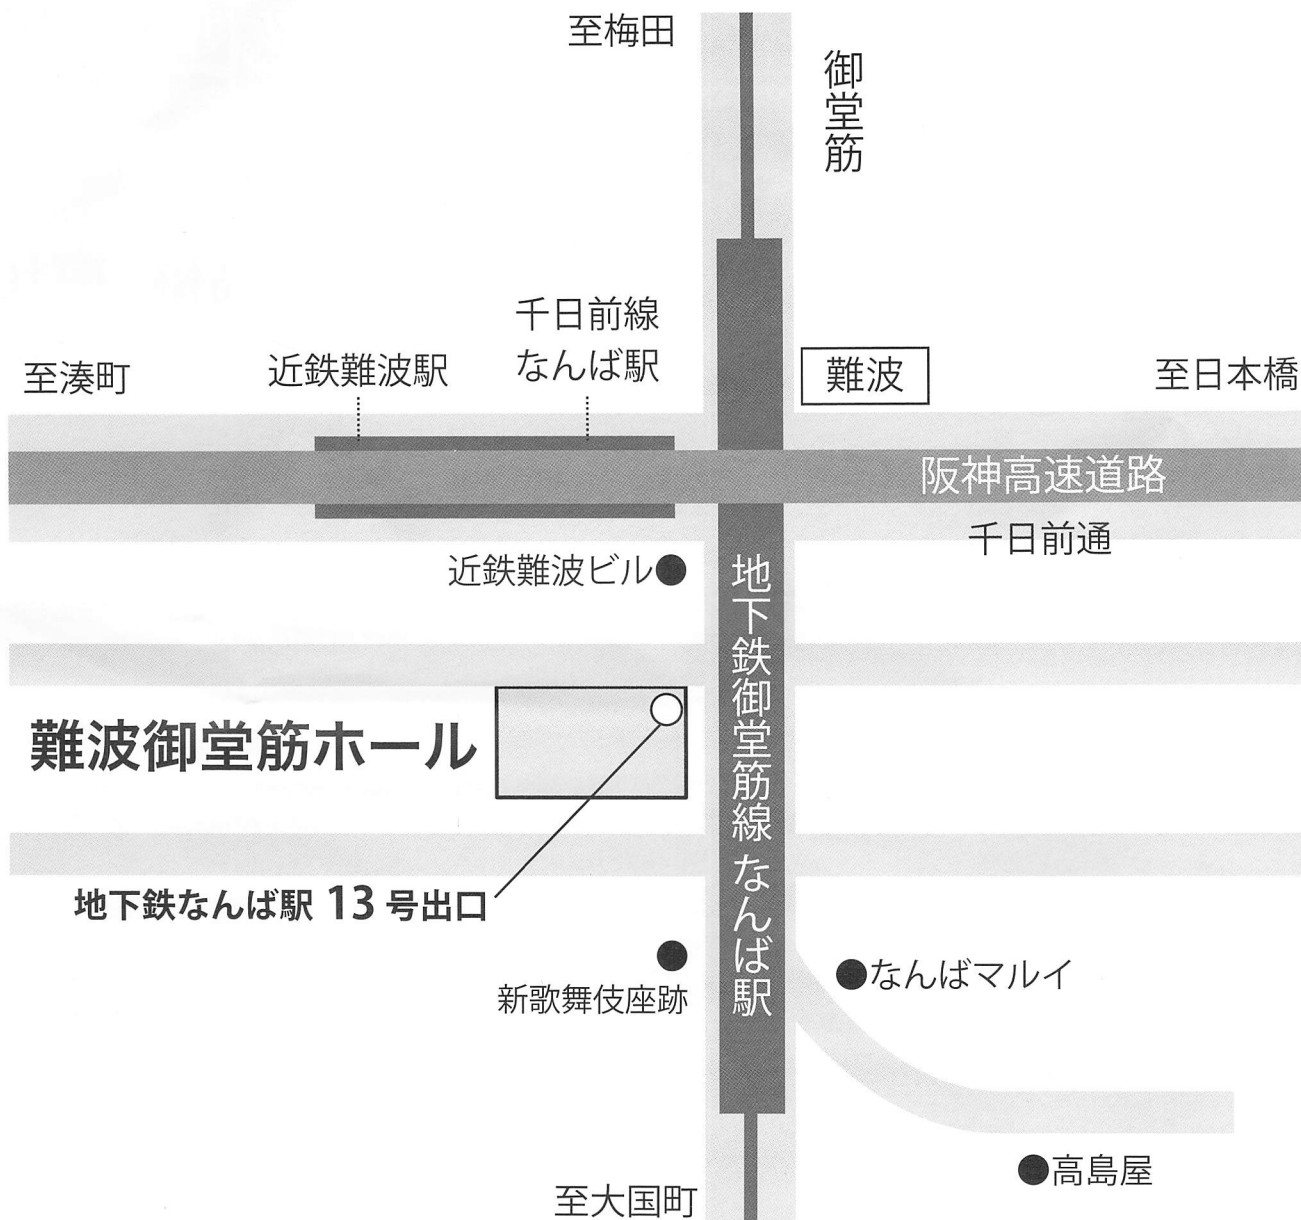 至梅田
御堂筋
千日前線
なんば駅
近鉄難波駅
至湊町
難波
至日本橋
阪神高速道路
千日前通
近鉄難波ビル
地下鉄御堂筋線 なんば駅
難波御堂筋ホール
地下鉄なんば駅 13 号出口
新歌舞伎座跡
なんばマルイ
高島屋
至大国町